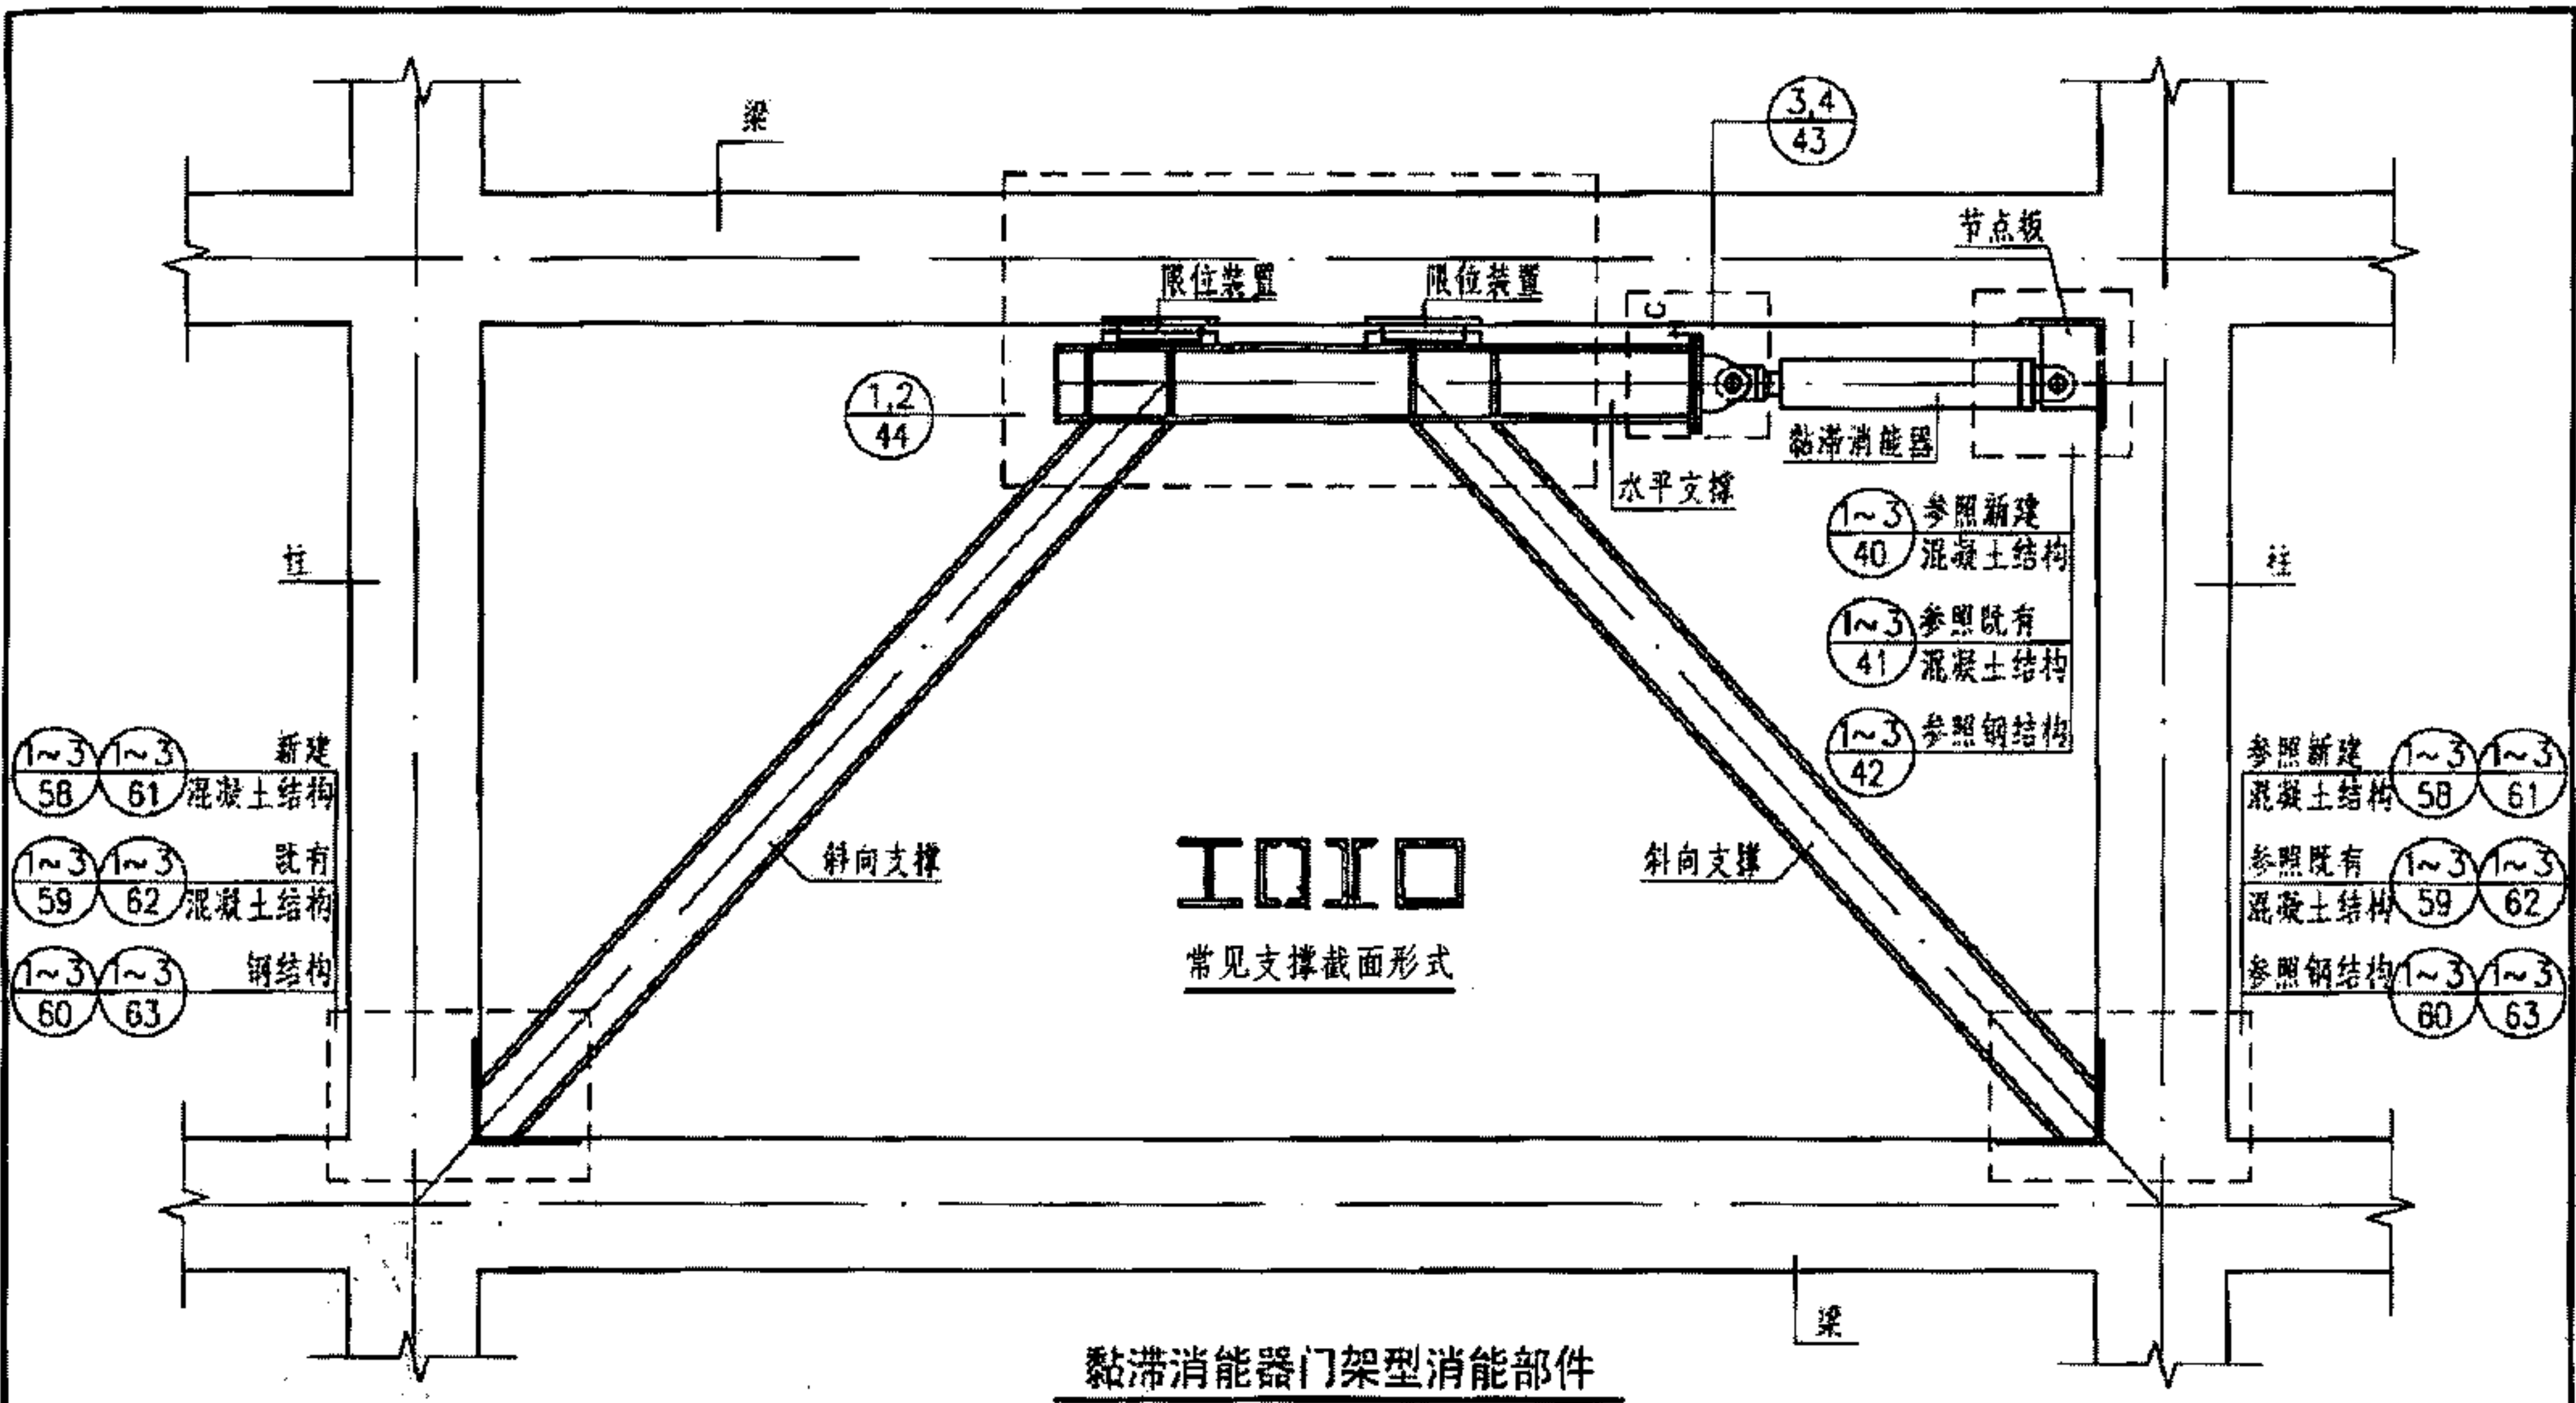 梁
3,4
43
节点板
限位装置
限位装置
C
1,2
44
黏滞消能器
水平支撑
1~3 参照新建
40 混凝土结构
柱
柱
1~3 参照既有
41 混凝土结构
1~3 参照钢结构
42
1~3 1~3 新建
58 61 混凝土结构
1~3 1~3 既有
59 62 混凝土结构
1~3 1~3 钢结构
60 63
参照新建 1~3 1~3
混凝土结构 58 61
参照既有 1~3 1~3
混凝土结构 59 62
参照钢结构 1~3 1~3
60 63
斜向支撑
斜向支撑
常见支撑截面形式
梁
黏滞消能器门架型消能部件